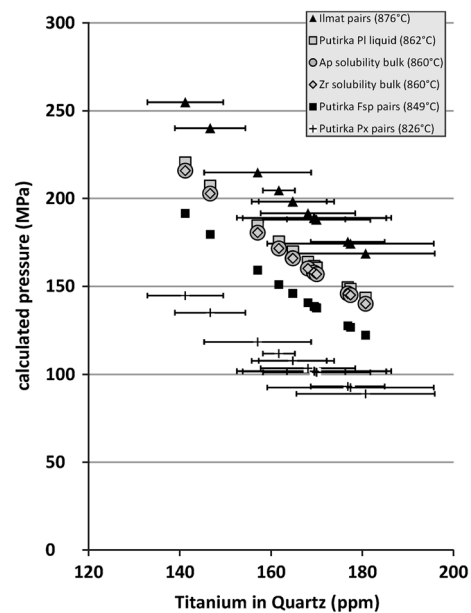 300
250
200
150
100
50
0
calculated pressure (MPa)
Ilmat pairs (876°C)
Putirka Pl liquid (862°C)
Ap solubility bulk (860°C)
Zr solubility bulk (860°C)
Putirka Fsp pairs (849°C)
Putirka Px pairs (826°C)
120 140 160 180 200
Titanium in Quartz (ppm)